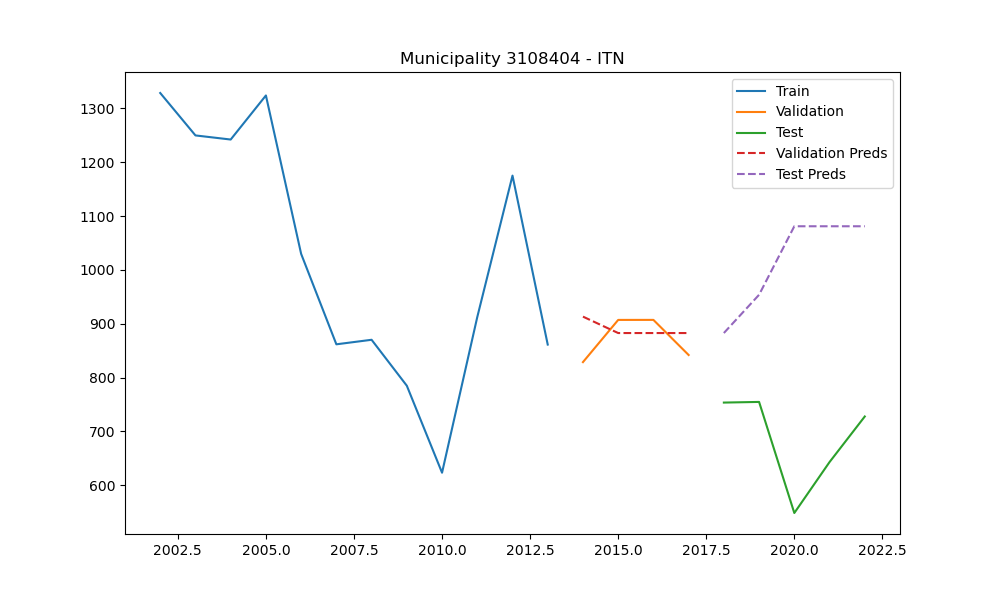 Municipality 3108404 - ITN
Train
Validation
Test
Validation Preds
Test Preds
1300
1200
1100
1000
900
800
700
600
2002.5 2005.0 2007.5 2010.0 2012.5 2015.0 2017.5 2020.0 2022.5